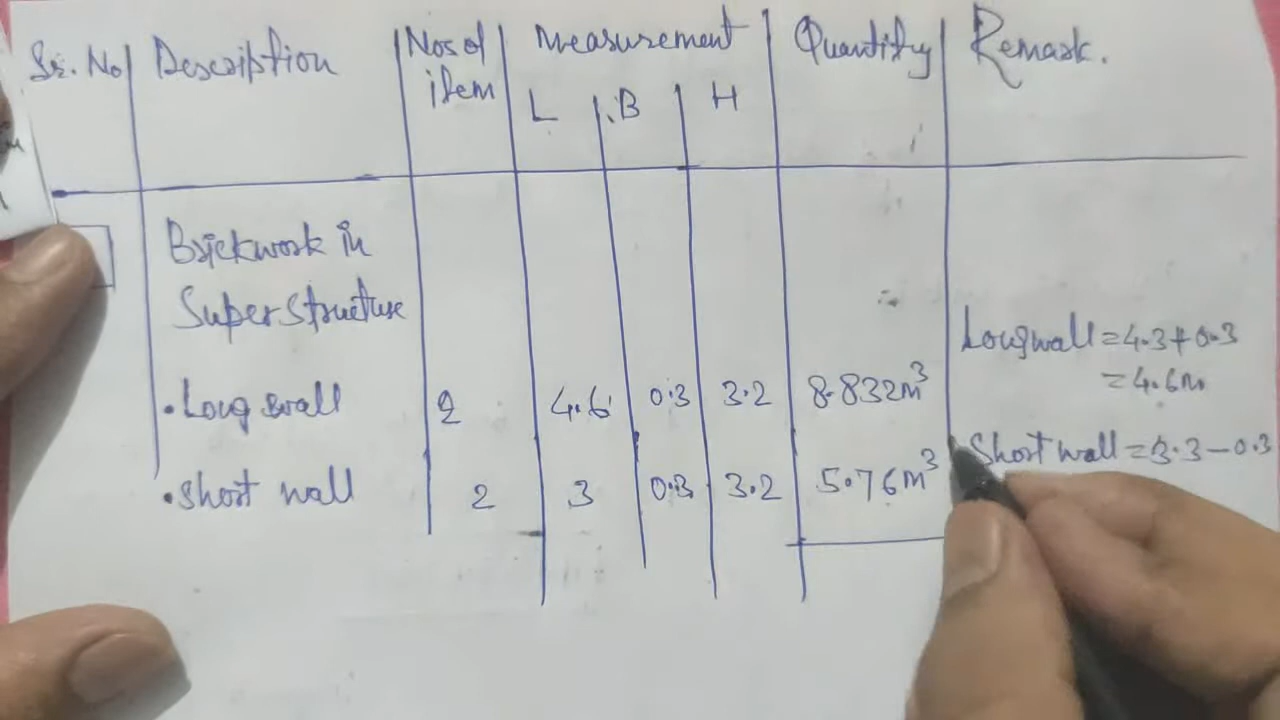 Sr. No Description Nos of Measurement Quantity Remark.
item L B H
Brickwork in
Superstructure
Longwall = 4.3 + 0.3
= 4.6m
• Long wall 2 4.6 0.3 3.2 8.832m³
Short wall = 3.3 - 0.3
• Short wall 2 3 0.3 3.2 5.76m³